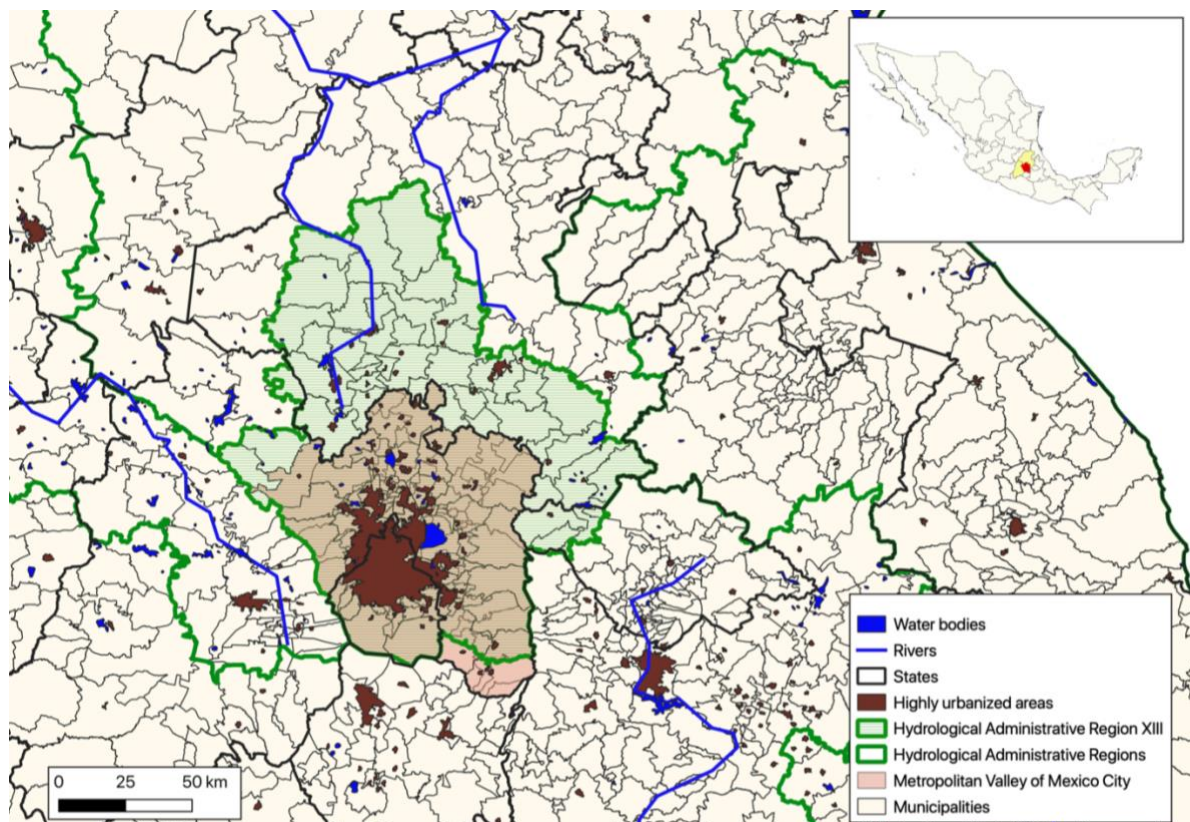 Water bodies
Rivers
States
Highly urbanized areas
Hydrological Administrative Region XIII
Hydrological Administrative Regions
Metropolitan Valley of Mexico City
Municipalities
0 25 50 km